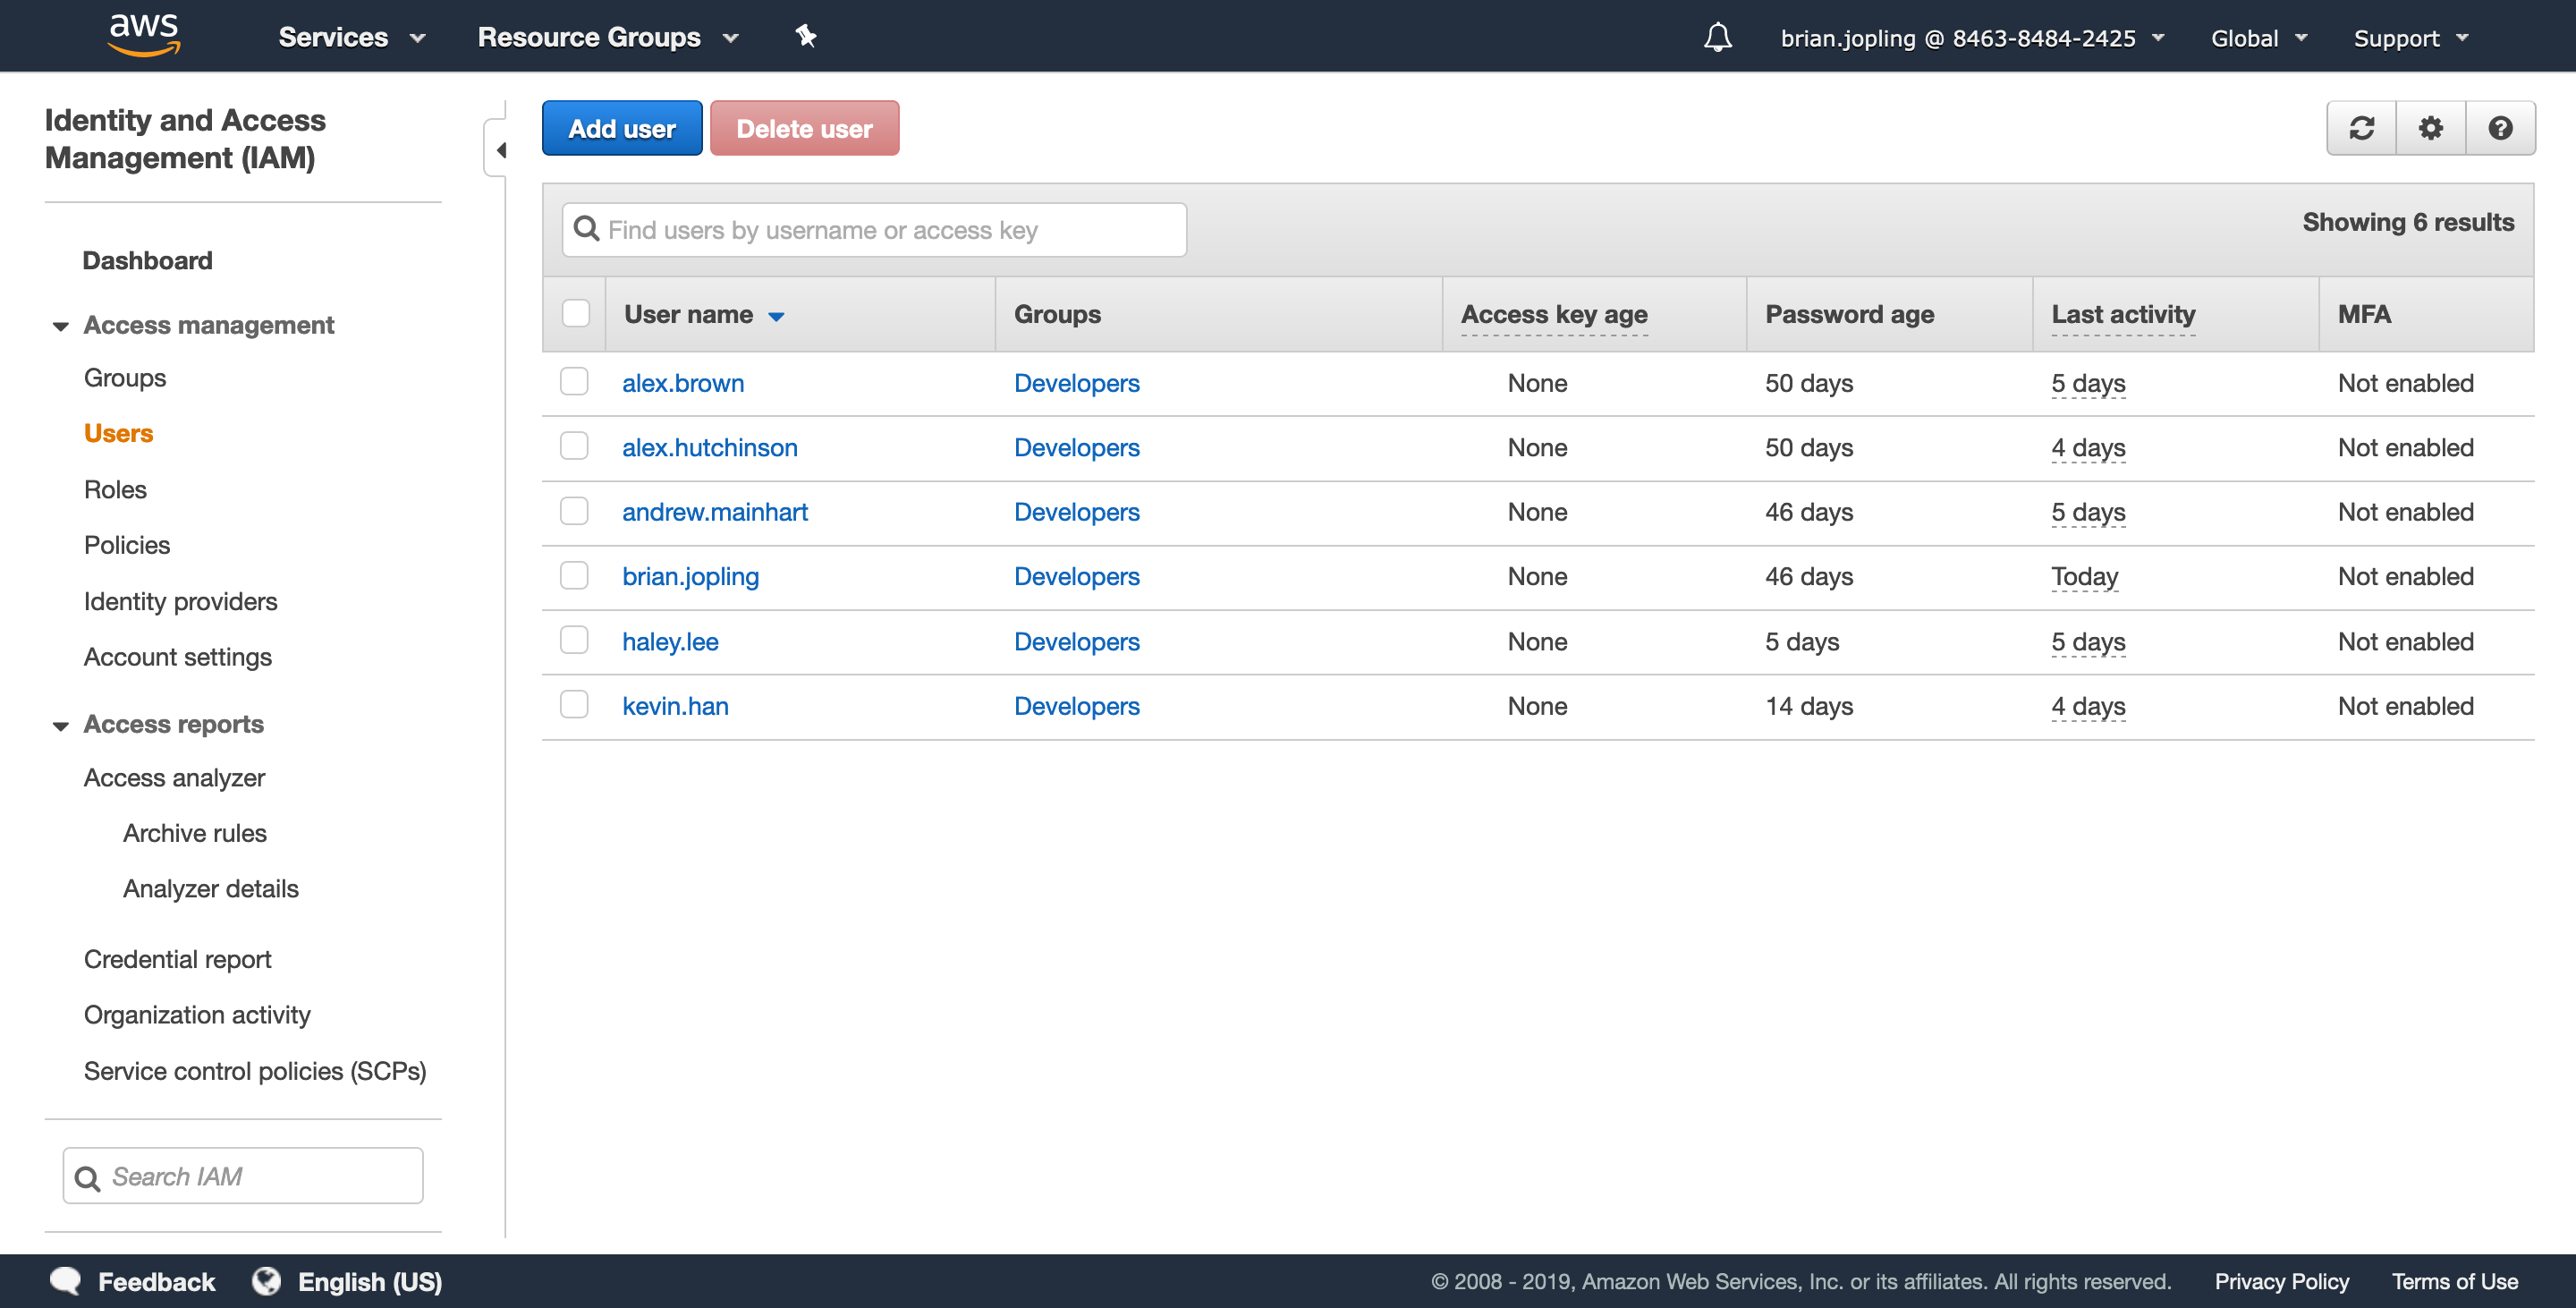 aws Services Resource Groups brian.jopling @ 8463-8484-2425 Global Support
Identity and Access
Management (IAM)
Dashboard
Access management
Groups
Users
Roles
Policies
Identity providers
Account settings
Access reports
Access analyzer
Archive rules
Analyzer details
Credential report
Organization activity
Service control policies (SCPs)
Search IAM
Add user Delete user
Find users by username or access key Showing 6 results
User name Groups Access key age Password age Last activity MFA
alex.brown Developers None 50 days 5 days Not enabled
alex.hutchinson Developers None 50 days 4 days Not enabled
andrew.mainhart Developers None 46 days 5 days Not enabled
brian.jopling Developers None 46 days Today Not enabled
haley.lee Developers None 5 days 5 days Not enabled
kevin.han Developers None 14 days 4 days Not enabled
Feedback English (US) © 2008 - 2019, Amazon Web Services, Inc. or its affiliates. All rights reserved. Privacy Policy Terms of Use